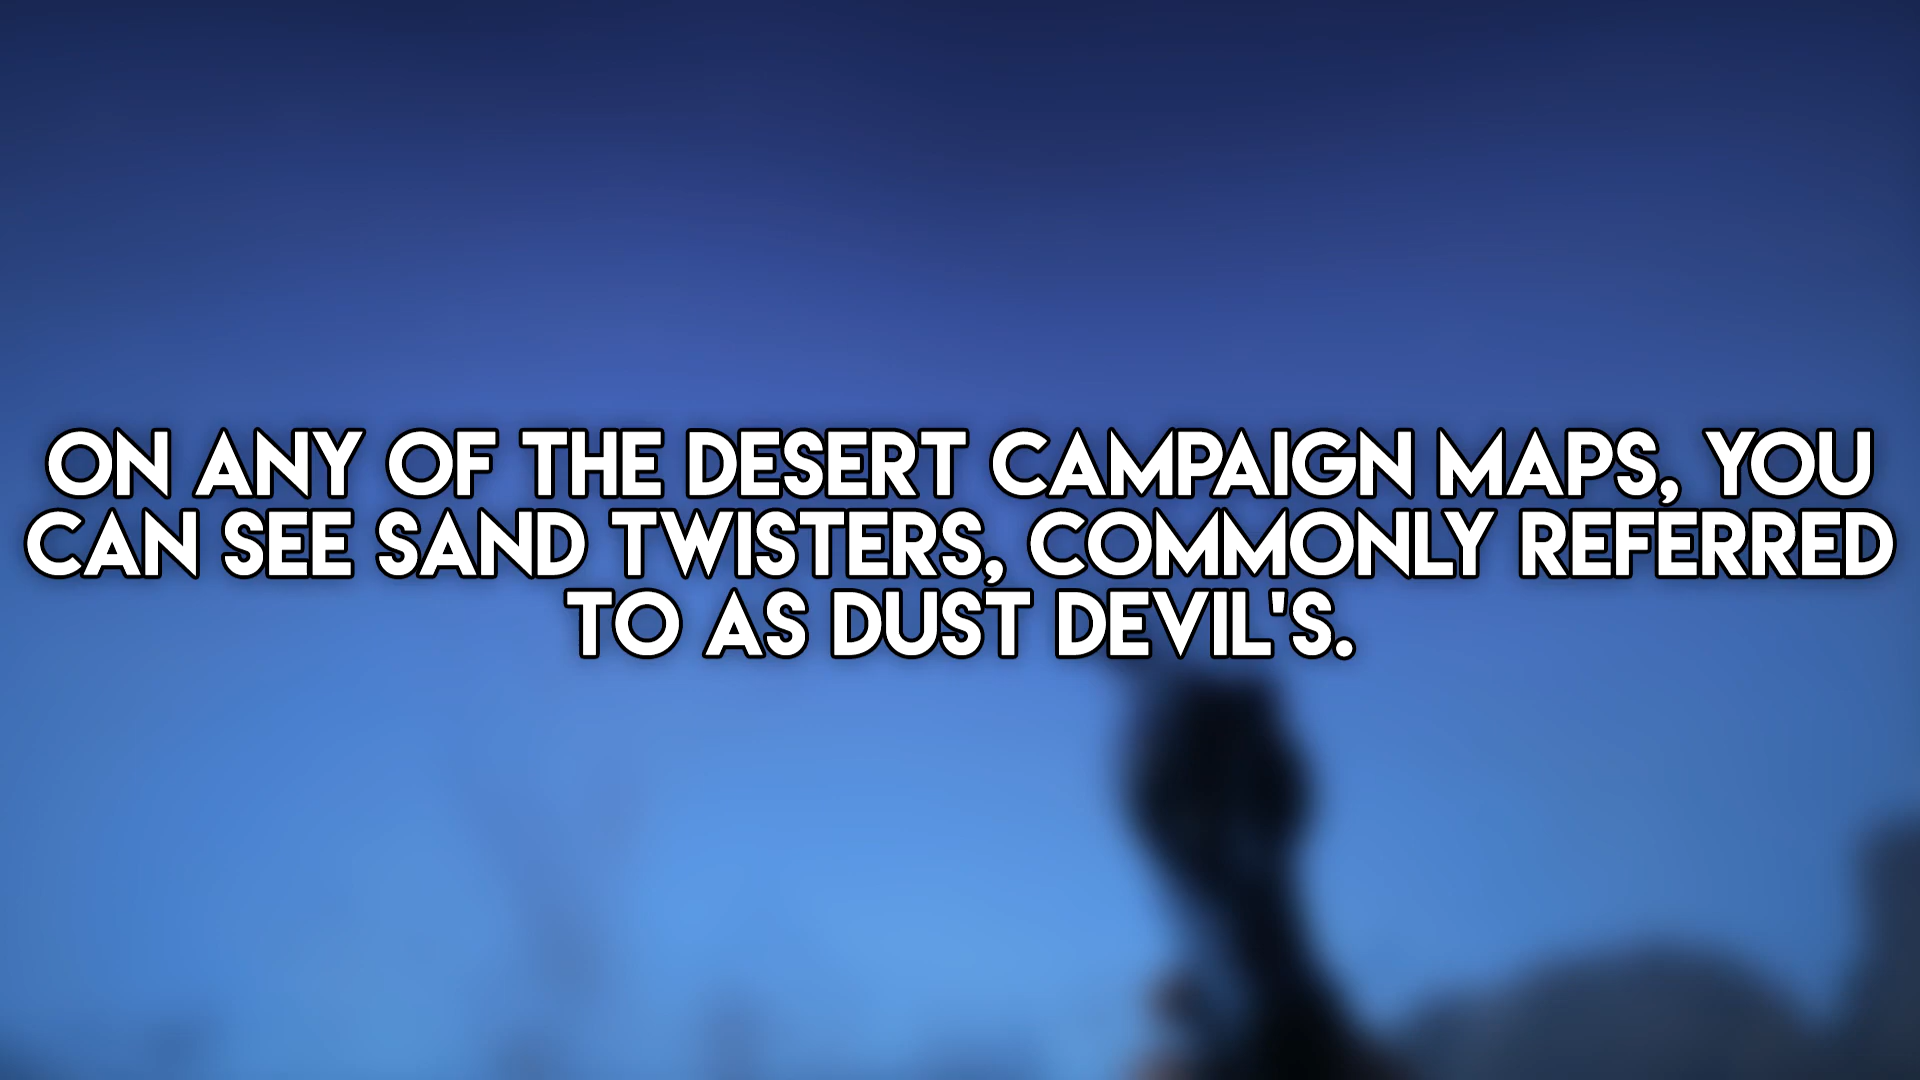 ON ANY OF THE DESERT CAMPAIGN MAPS, YOU
CAN SEE SAND TWISTERS, COMMONLY REFERRED
TO AS DUST DEVIL'S.